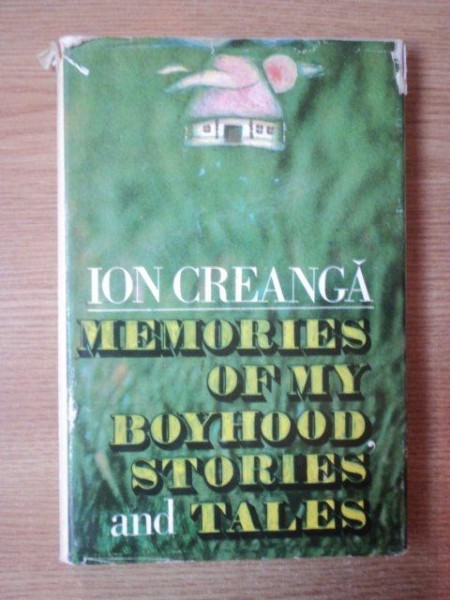 ION CREANGĂ
MEMORIES
OF MY
BOYHOOD,
STORIES
and TALES